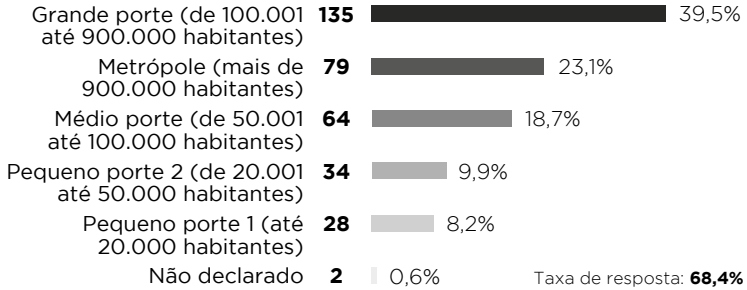 Grande porte (de 100.001 135 39,5%
até 900.000 habitantes)
Metrópole (mais de 79 23,1%
900.000 habitantes)
Médio porte (de 50.001 64 18,7%
até 100.000 habitantes)
Pequeno porte 2 (de 20.001 34 9,9%
até 50.000 habitantes)
Pequeno porte 1 (até 28 8,2%
20.000 habitantes)
Não declarado 2 0,6% Taxa de resposta: 68,4%